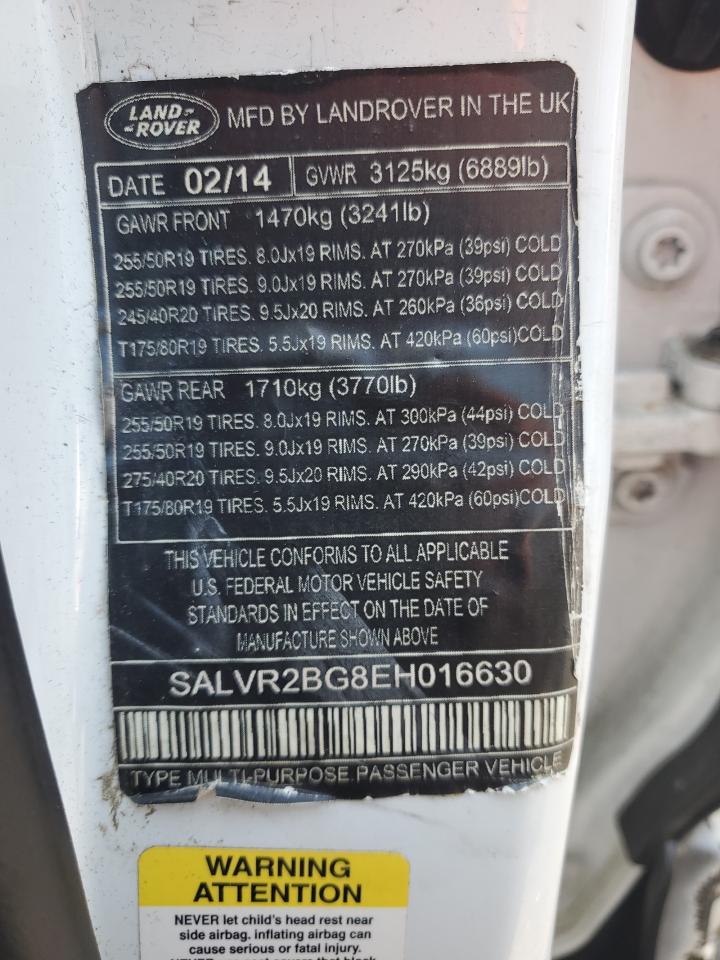 LAND-
-ROVER
MFD BY LANDROVER IN THE UK
DATE 02/14 GVWR 3125kg (6889lb)
GAWR FRONT 1470kg (3241lb)
255/50R19 TIRES. 8.0Jx19 RIMS. AT 270kPa (39psi) COLD
255/50R19 TIRES. 9.0Jx19 RIMS. AT 270kPa (39psi) COLD
245/40R20 TIRES. 9.5Jx20 RIMS. AT 260kPa (36psi) COLD
T175/80R19 TIRES. 5.5Jx19 RIMS. AT 420kPa (60psi)COLD
GAWR REAR 1710kg (3770lb)
255/50R19 TIRES. 8.0Jx19 RIMS. AT 300kPa (44psi) COLD
255/50R19 TIRES. 9.0Jx19 RIMS. AT 270kPa (39psi) COLD
275/40R20 TIRES. 9.5Jx20 RIMS. AT 290kPa (42psi) COLD
T175/80R19 TIRES. 5.5Jx19 RIMS. AT 420kPa (60psi)COLD
THIS VEHICLE CONFORMS TO ALL APPLICABLE
U.S. FEDERAL MOTOR VEHICLE SAFETY
STANDARDS IN EFFECT ON THE DATE OF
MANUFACTURE SHOWN ABOVE
SALVR2BG8EH016630
TYPE MULTI-PURPOSE PASSENGER VEHICLE
WARNING
ATTENTION
NEVER let child's head rest near
side airbag, inflating airbag can
cause serious or fatal injury.